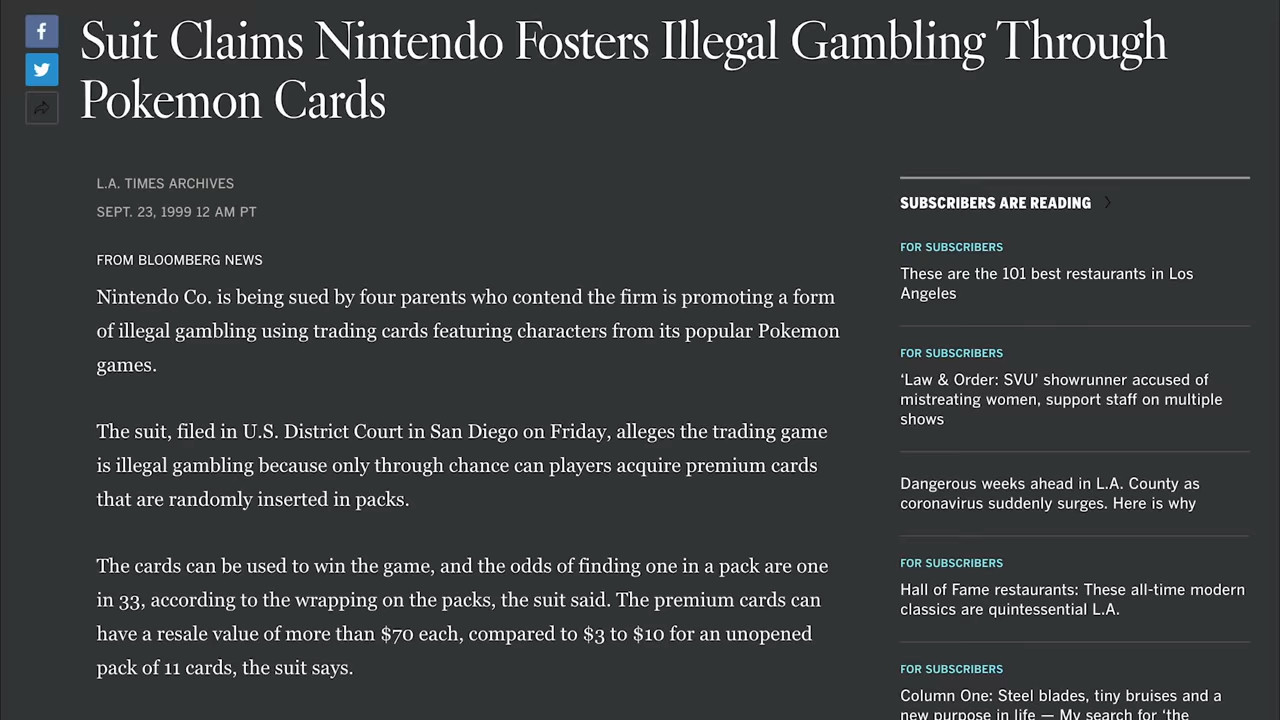 Suit Claims Nintendo Fosters Illegal Gambling Through
Pokemon Cards
L.A. TIMES ARCHIVES
SEPT. 23, 1999 12 AM PT
FROM BLOOMBERG NEWS
Nintendo Co. is being sued by four parents who contend the firm is promoting a form
of illegal gambling using trading cards featuring characters from its popular Pokemon
games.
The suit, filed in U.S. District Court in San Diego on Friday, alleges the trading game
is illegal gambling because only through chance can players acquire premium cards
that are randomly inserted in packs.
The cards can be used to win the game, and the odds of finding one in a pack are one
in 33, according to the wrapping on the packs, the suit said. The premium cards can
have a resale value of more than $70 each, compared to $3 to $10 for an unopened
pack of 11 cards, the suit says.
SUBSCRIBERS ARE READING
FOR SUBSCRIBERS
These are the 101 best restaurants in Los
Angeles
FOR SUBSCRIBERS
‘Law & Order: SVU’ showrunner accused of
mistreating women, support staff on multiple
shows
Dangerous weeks ahead in L.A. County as
coronavirus suddenly surges. Here is why
FOR SUBSCRIBERS
Hall of Fame restaurants: These all-time modern
classics are quintessential L.A.
FOR SUBSCRIBERS
Column One: Steel blades, tiny bruises and a
new purpose in life — My search for ‘the